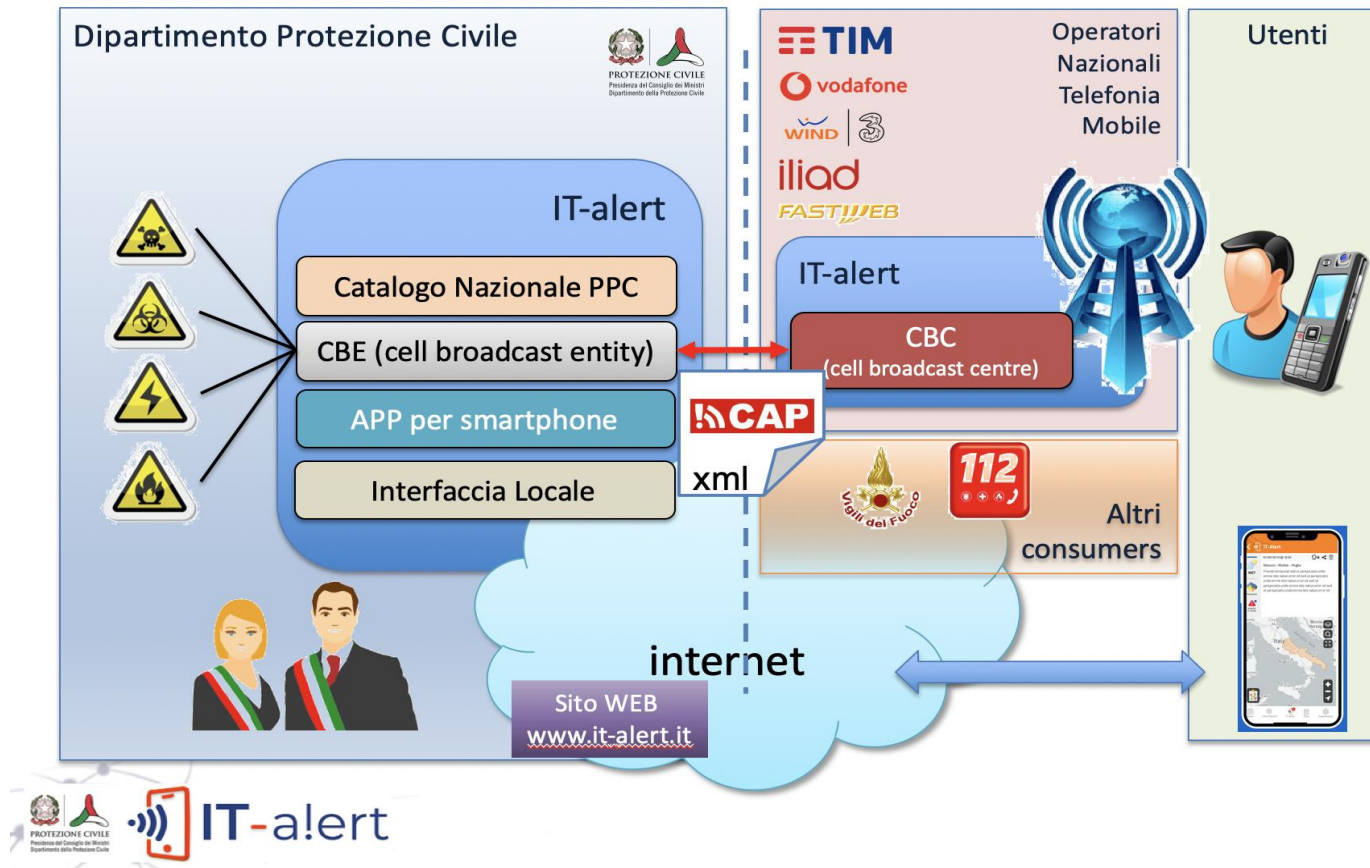 Dipartimento Protezione Civile
PROTEZIONE CIVILE
Presidenza del Consiglio dei Ministri
Dipartimento della Protezione Civile
TIM
vodafone
WIND 3
iliad
FASTWEB
Operatori
Nazionali
Telefonia
Mobile
Utenti
IT-alert
Catalogo Nazionale PPC
CBE (cell broadcast entity)
APP per smartphone
Interfaccia Locale
IT-alert
CBC
(cell broadcast centre)
CAP
xml
Vigili del Fuoco
112
Altri
consumers
IT-Alert
internet
Sito WEB
www.it-alert.it
PROTEZIONE CIVILE
Presidenza del Consiglio dei Ministri
Dipartimento della Protezione Civile
IT-a!ert